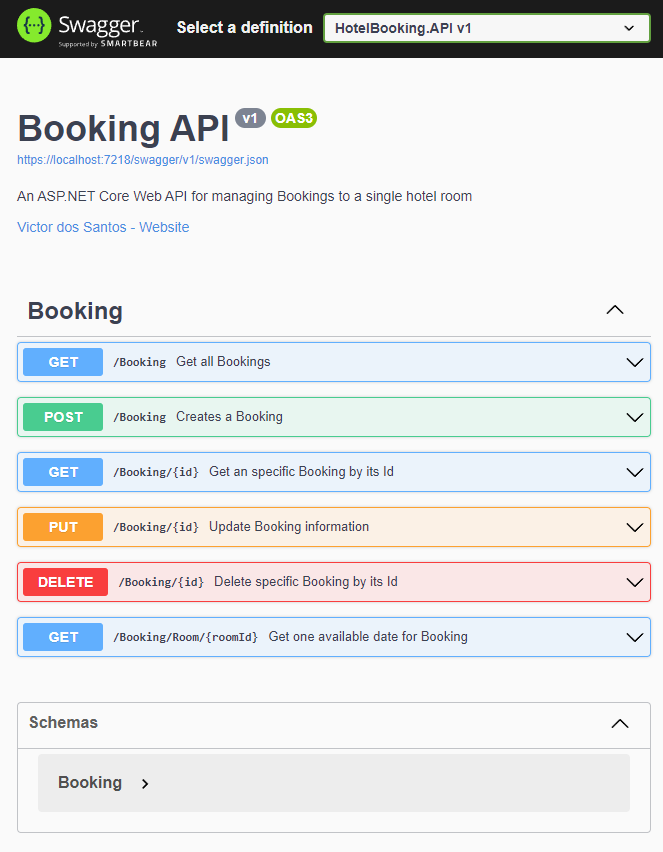 Swagger
Supported by SMARTBEAR
Select a definition
HotelBooking.API v1
Booking API v1 OAS3
https://localhost:7218/swagger/v1/swagger.json
An ASP.NET Core Web API for managing Bookings to a single hotel room
Victor dos Santos - Website
Booking
GET /Booking Get all Bookings
POST /Booking Creates a Booking
GET /Booking/{id} Get an specific Booking by its Id
PUT /Booking/{id} Update Booking information
DELETE /Booking/{id} Delete specific Booking by its Id
GET /Booking/Room/{roomId} Get one available date for Booking
Schemas
Booking